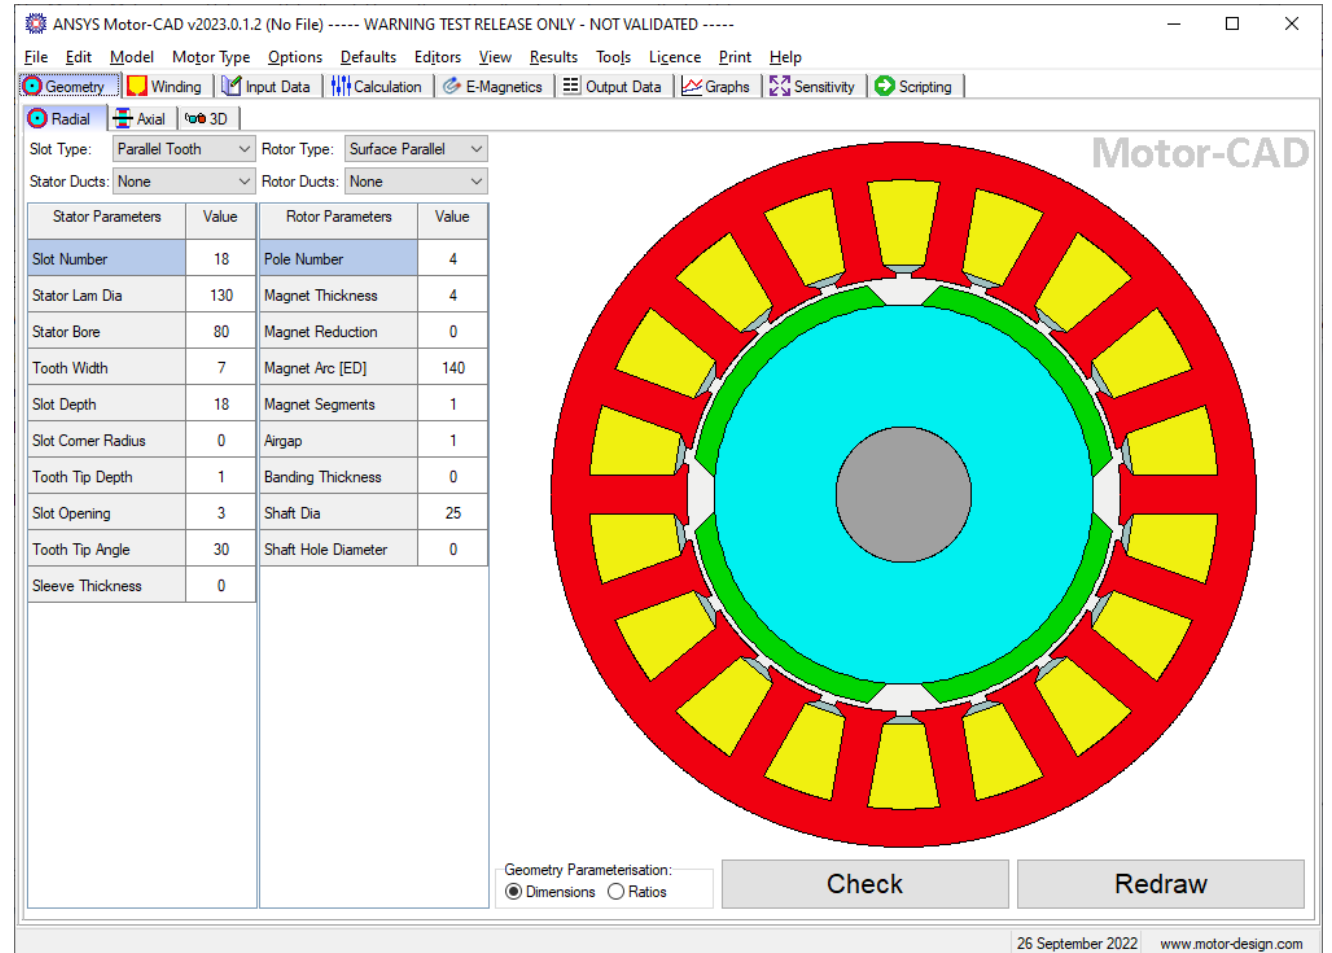 ANSYS Motor-CAD v2023.0.1.2 (No File) ----- WARNING TEST RELEASE ONLY - NOT VALIDATED -----
File Edit Model Motor Type Options Defaults Editors View Results Tools Licence Print Help
Geometry Winding Input Data Calculation E-Magnetics Output Data Graphs Sensitivity Scripting
Radial Axial 3D
Slot Type: Parallel Tooth Rotor Type: Surface Parallel
Motor-CAD
Stator Ducts: None Rotor Ducts: None
Stator Parameters Value Rotor Parameters Value
Slot Number 18 Pole Number 4
Stator Lam Dia 130 Magnet Thickness 4
Stator Bore 80 Magnet Reduction 0
Tooth Width 7 Magnet Arc [ED] 140
Slot Depth 18 Magnet Segments 1
Slot Corner Radius 0 Airgap 1
Tooth Tip Depth 1 Banding Thickness 0
Slot Opening 3 Shaft Dia 25
Tooth Tip Angle 30 Shaft Hole Diameter 0
Sleeve Thickness 0
Geometry Parameterisation:
Dimensions Ratios
Check Redraw
26 September 2022 www.motor-design.com